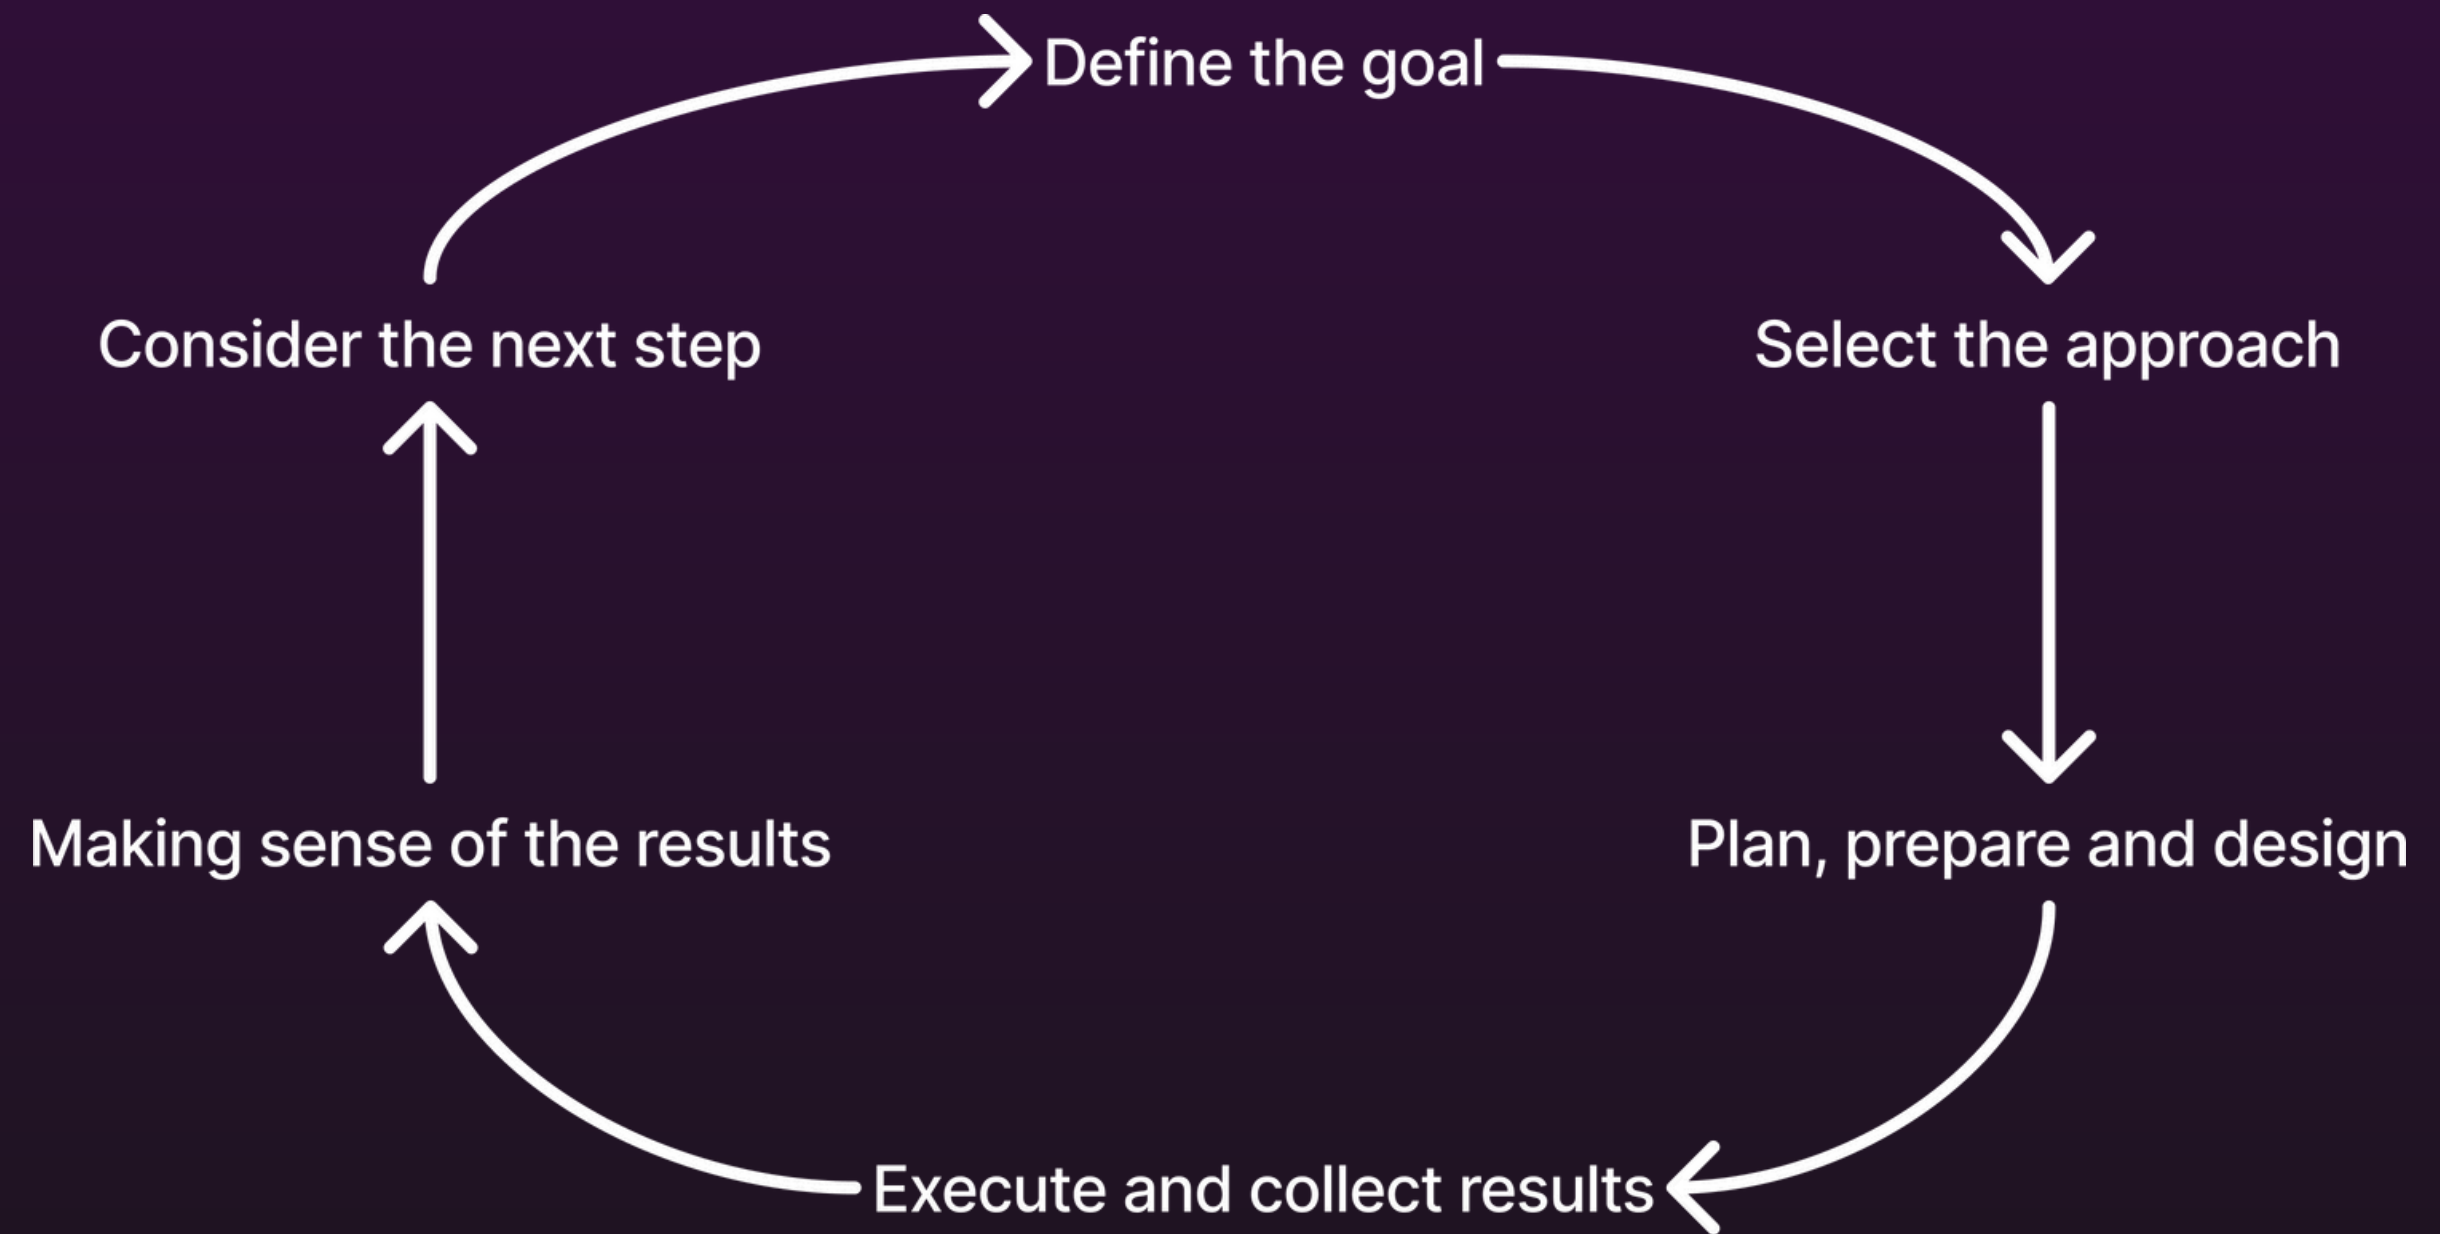 Define the goal
Consider the next step
Select the approach
Making sense of the results
Plan, prepare and design
Execute and collect results